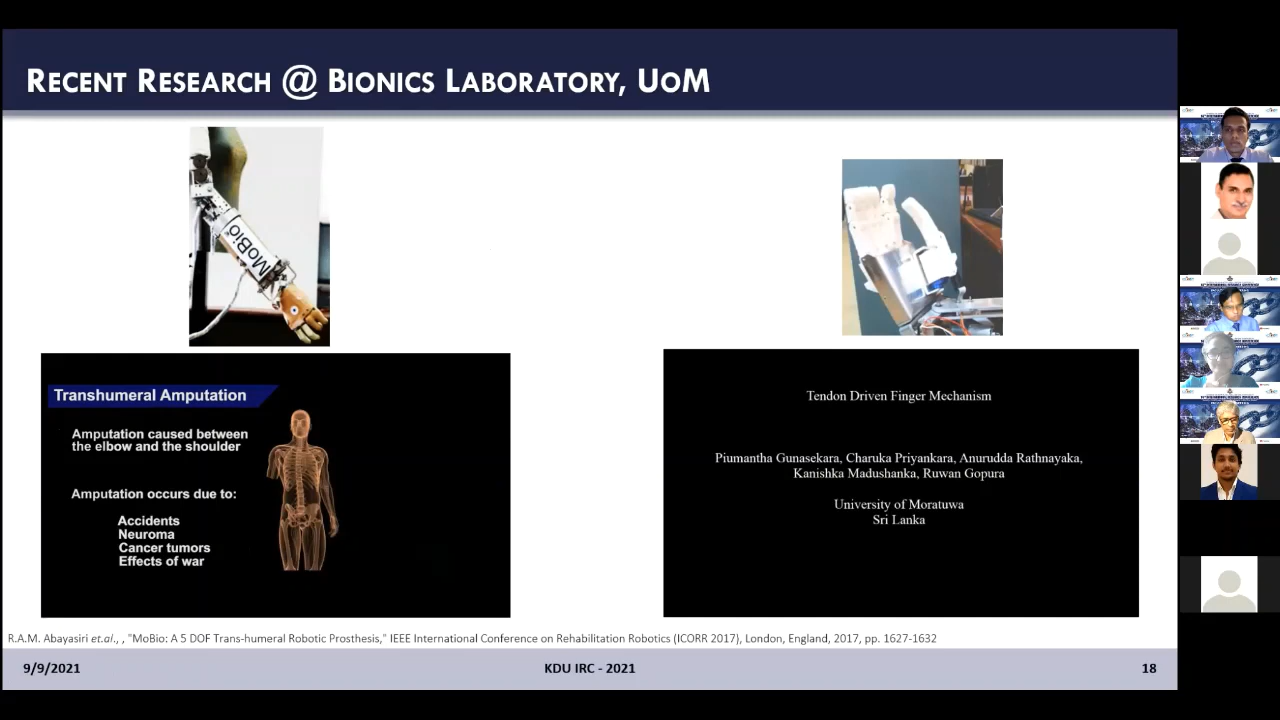 RECENT RESEARCH @ BIONICS LABORATORY, UOM
MoBio
Transhumeral Amputation
Amputation caused between
the elbow and the shoulder
Amputation occurs due to:
Accidents
Neuroma
Cancer tumors
Effects of war
Tendon Driven Finger Mechanism
Piumantha Gunasekara, Charuka Priyankara, Anurudda Rathnayaka,
Kanishka Madushanka, Ruwan Gopura
University of Moratuwa
Sri Lanka
R.A.M. Abayasiri et.al., , "MoBio: A 5 DOF Trans-humeral Robotic Prosthesis," IEEE International Conference on Rehabilitation Robotics (ICORR 2017), London, England, 2017, pp. 1627-1632
9/9/2021
KDU IRC - 2021
18